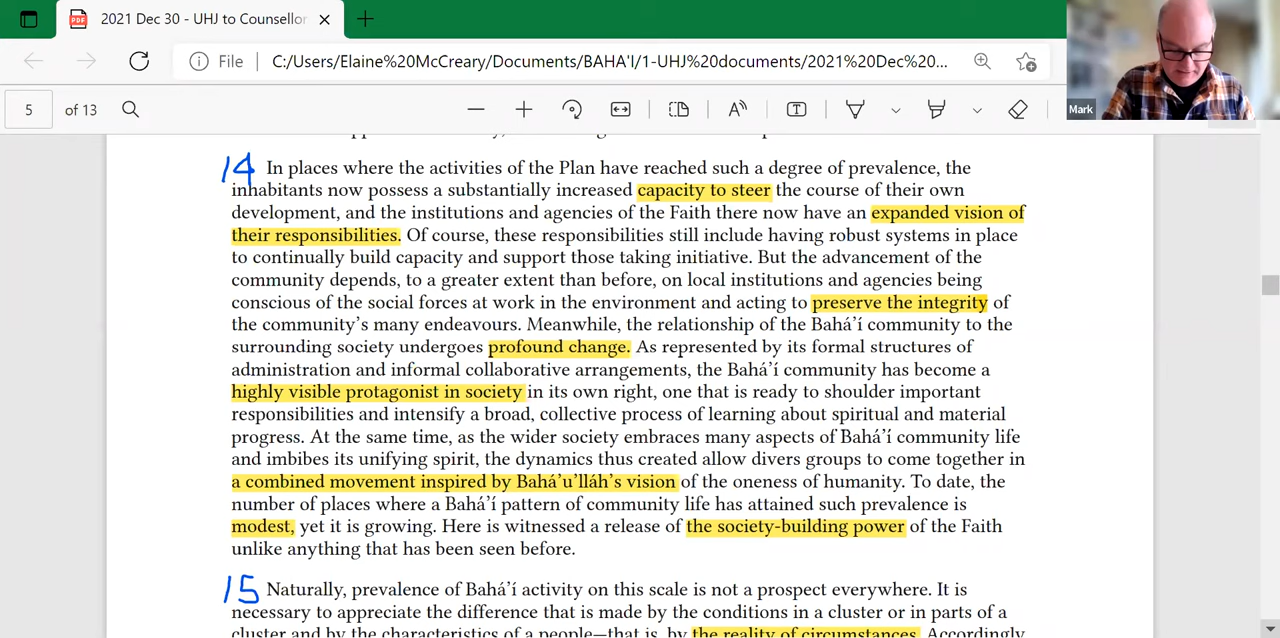 2021 Dec 30 - UHJ to Counsellor
File
C:/Users/Elaine%20McCreary/Documents/BAHA'I/1-UHJ%20documents/2021%20Dec%20...
5 of 13
Mark
14 In places where the activities of the Plan have reached such a degree of prevalence, the
inhabitants now possess a substantially increased capacity to steer the course of their own
development, and the institutions and agencies of the Faith there now have an expanded vision of
their responsibilities. Of course, these responsibilities still include having robust systems in place
to continually build capacity and support those taking initiative. But the advancement of the
community depends, to a greater extent than before, on local institutions and agencies being
conscious of the social forces at work in the environment and acting to preserve the integrity of
the community’s many endeavours. Meanwhile, the relationship of the Bahá’í community to the
surrounding society undergoes profound change. As represented by its formal structures of
administration and informal collaborative arrangements, the Bahá’í community has become a
highly visible protagonist in society in its own right, one that is ready to shoulder important
responsibilities and intensify a broad, collective process of learning about spiritual and material
progress. At the same time, as the wider society embraces many aspects of Bahá’í community life
and imbibes its unifying spirit, the dynamics thus created allow divers groups to come together in
a combined movement inspired by Bahá’u’lláh’s vision of the oneness of humanity. To date, the
number of places where a Bahá’í pattern of community life has attained such prevalence is
modest, yet it is growing. Here is witnessed a release of the society-building power of the Faith
unlike anything that has been seen before.
15 Naturally, prevalence of Bahá’í activity on this scale is not a prospect everywhere. It is
necessary to appreciate the difference that is made by the conditions in a cluster or in parts of a
cluster and by the characteristics of a people—that is, by the reality of circumstances. Accordingly